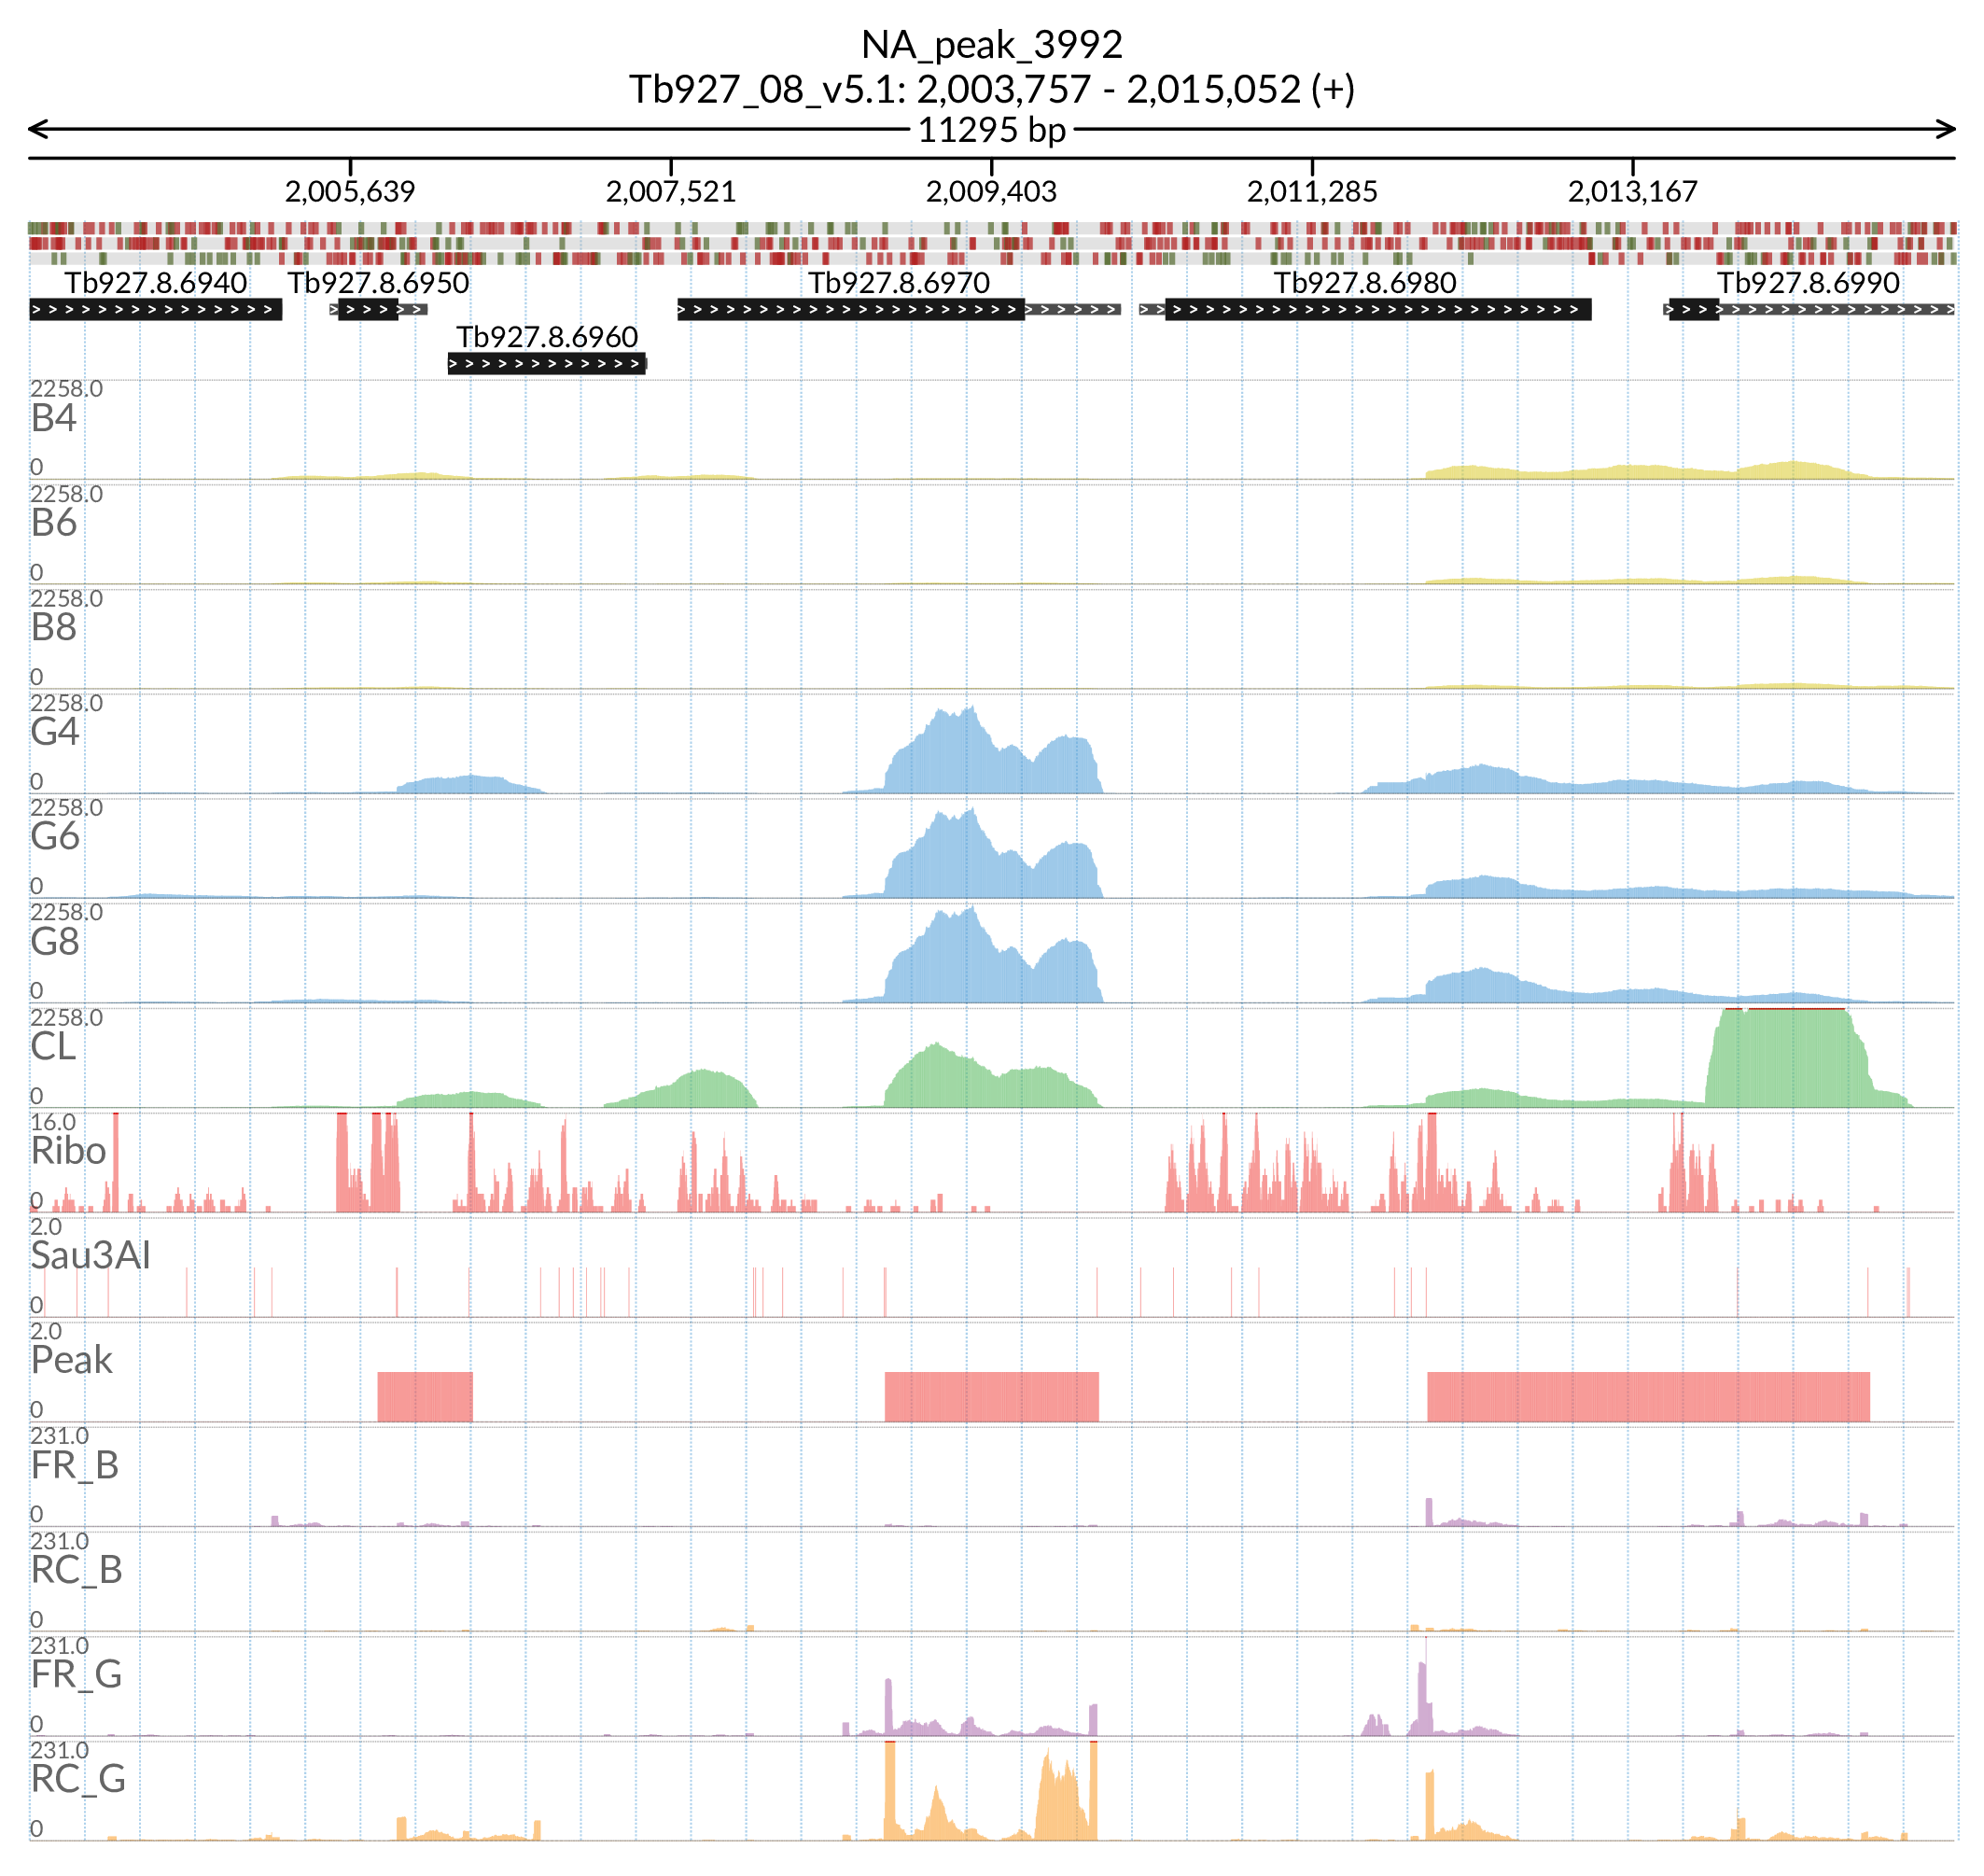 NA_peak_3992
Tb927_08_v5.1: 2,003,757 - 2,015,052 (+)
11295 bp
2,005,639 2,007,521 2,009,403 2,011,285 2,013,167
Tb927.8.6940 Tb927.8.6950 Tb927.8.6970 Tb927.8.6980 Tb927.8.6990
Tb927.8.6960
2258.0
B4
0
2258.0
B6
0
2258.0
B8
0
2258.0
G4
0
2258.0
G6
0
2258.0
G8
0
2258.0
CL
0
16.0
Ribo
0
2.0
Sau3AI
0
2.0
Peak
0
231.0
FR_B
0
231.0
RC_B
0
231.0
FR_G
0
231.0
RC_G
0